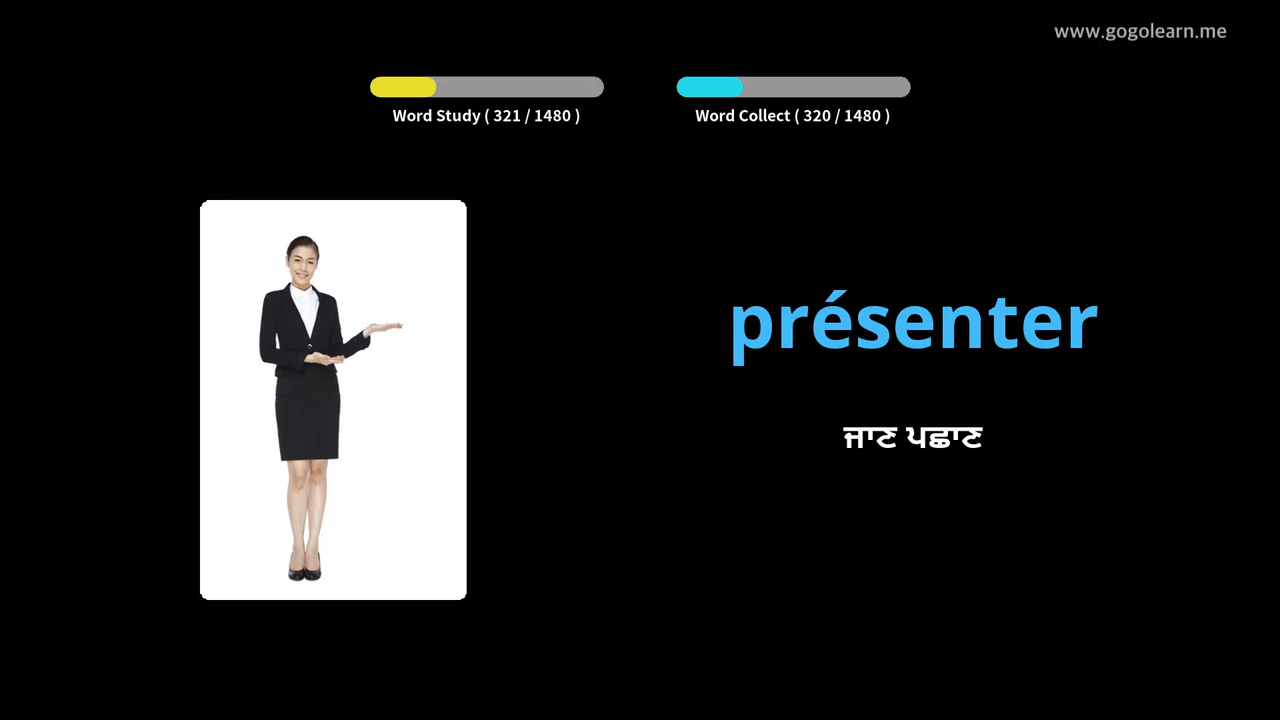 www.gogolearn.me
Word Study ( 321 / 1480 )
Word Collect ( 320 / 1480 )
présenter
ਜਾਣ ਪਛਾਣ